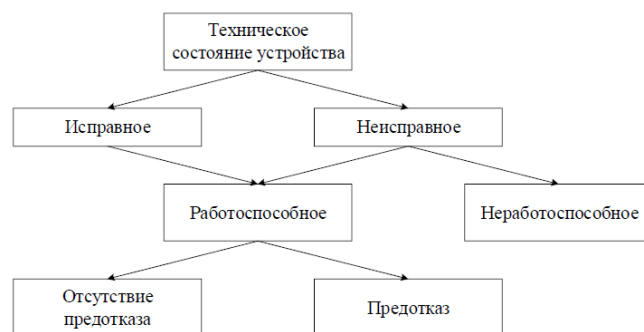 Техническое
состояние устройства
Исправное
Неисправное
Работоспособное
Неработоспособное
Отсутствие
предотказа
Предотказ